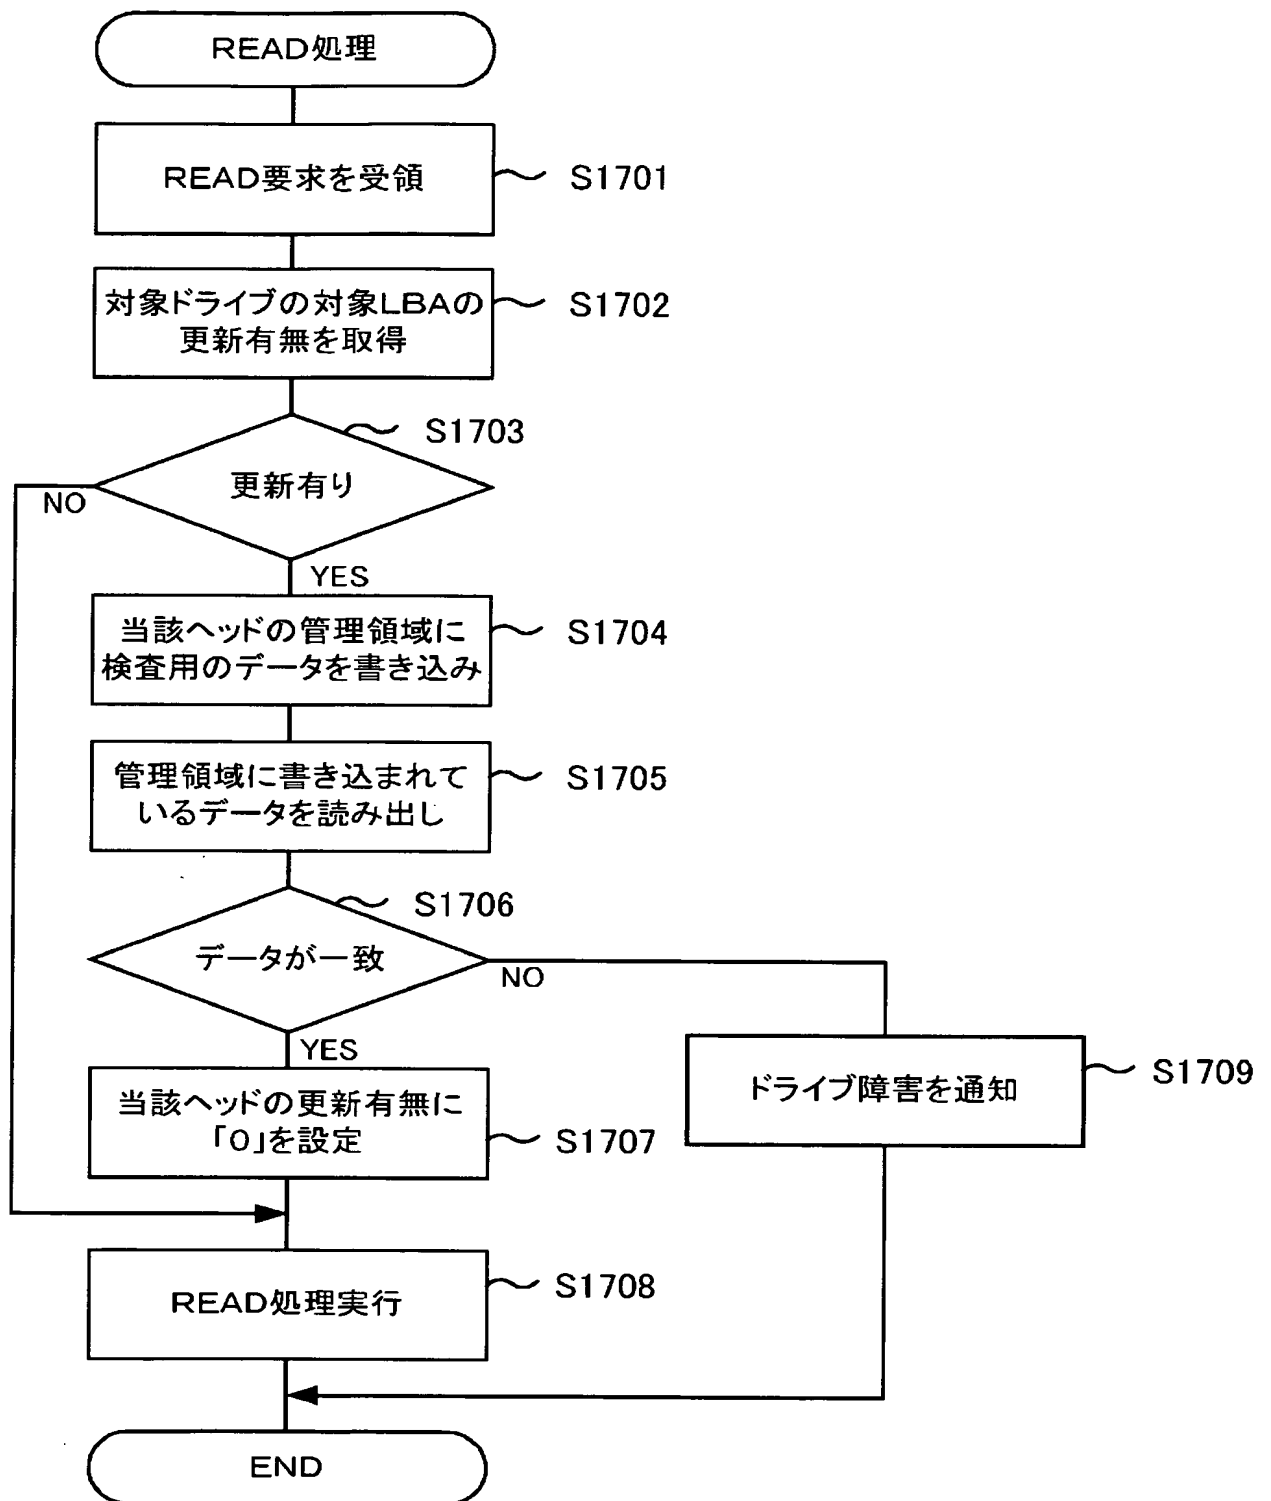 READ処理
READ要求を受領
S1701
対象ドライブの対象LBAの
更新有無を取得
S1702
S1703
更新有り
NO
YES
当該ヘッドの管理領域に
検査用のデータを書き込み
S1704
管理領域に書き込まれて
いるデータを読み出し
S1705
S1706
データが一致
NO
YES
当該ヘッドの更新有無に
「0」を設定
S1707
ドライブ障害を通知
S1709
READ処理実行
S1708
END